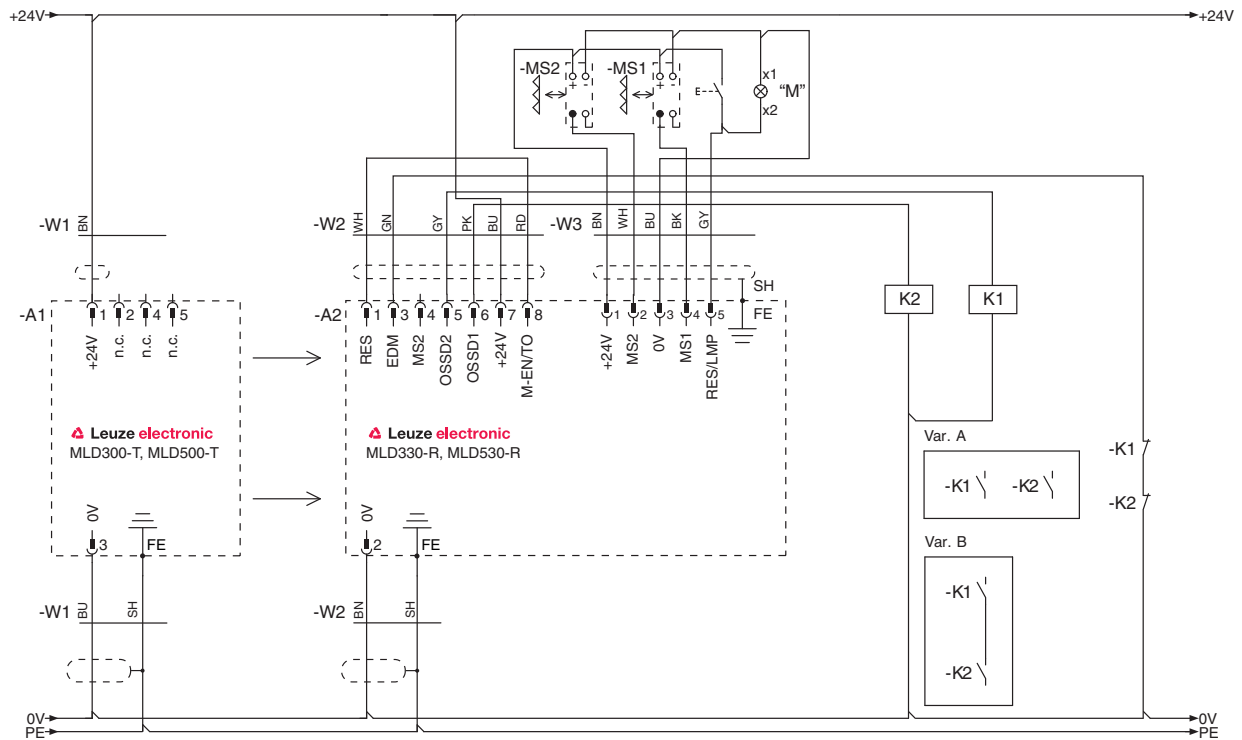 +24V +24V
-MS2 -MS1 x1 "M"
+ - + - E x2
-W1 BN -W2 WH GN GY PK BU RD -W3 BN WH BU BK GY
SH
K2 K1
-A1 1 2 4 5 -A2 1 3 4 5 6 7 8 1 2 3 4 5 FE
+24V n.c. n.c. n.c. RES EDM MS2 OSSD2 OSSD1 +24V M-EN/TO +24V MS2 0V MS1 RES/LMP
Leuze electronic Leuze electronic
MLD300-T, MLD500-T MLD330-R, MLD530-R
Var. A
-K1
-K1 -K2
-K2
0V 0V
3 FE 2 FE
Var. B
-K1
-W1 BU SH -W2 BN SH
-K2
0V 0V
PE PE